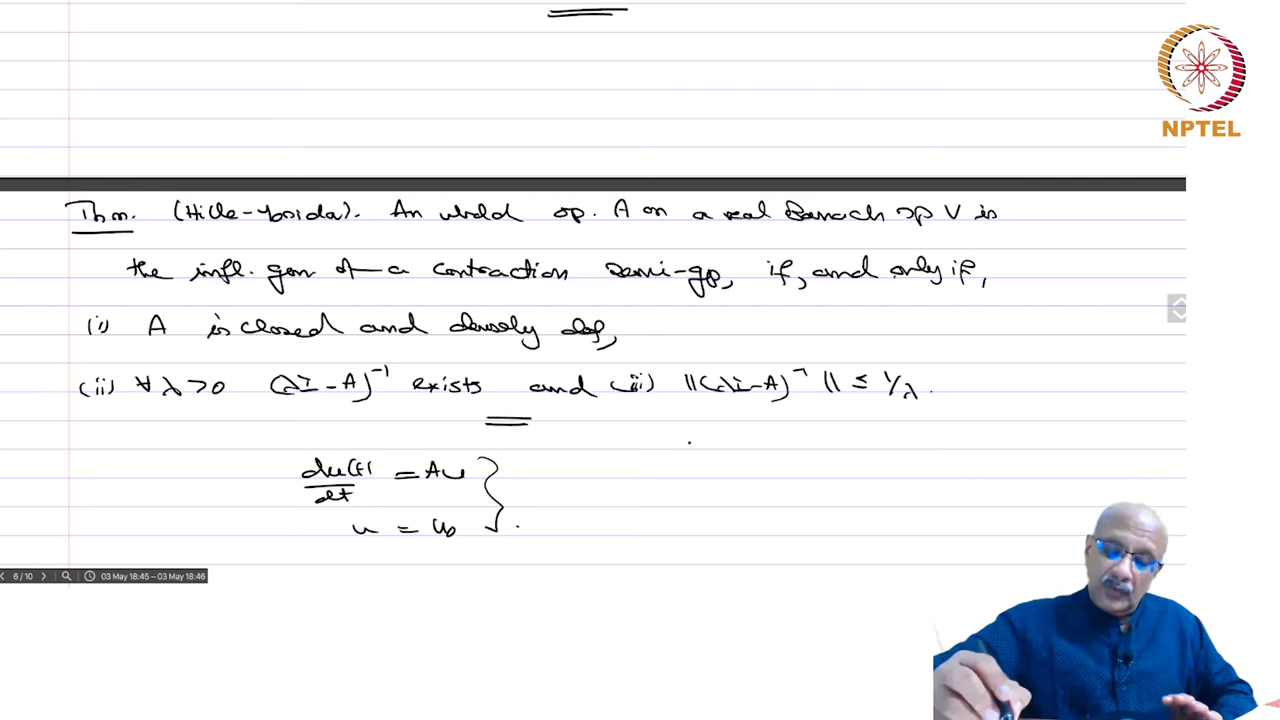 NPTEL
Thm. (Hille-Yosida). An unbdd op. A on a real Banach sp V is
the infl. gen of a contraction semi-gp, if, and only if,
(i) A is closed and densely def,
(ii) ∀ λ > 0 (λI - A)⁻¹ exists and (iii) ||(λI - A)⁻¹|| ≤ 1/λ.
du(t)/dt = Au }
u = u₀
6 / 10 03 May 18:45 – 03 May 18:46